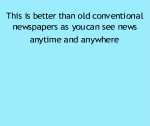 This is better than old conventional
newspapers as youcan see news
anytime and anywhere